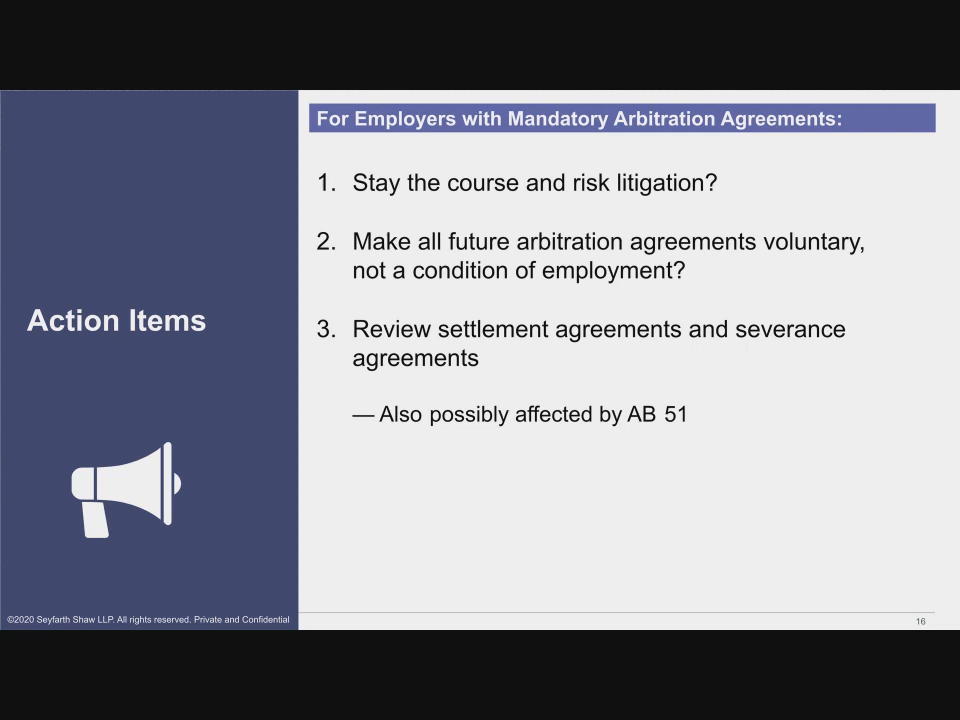 For Employers with Mandatory Arbitration Agreements:
1. Stay the course and risk litigation?
2. Make all future arbitration agreements voluntary,
not a condition of employment?
3. Review settlement agreements and severance
agreements
— Also possibly affected by AB 51
Action Items
©2020 Seyfarth Shaw LLP. All rights reserved. Private and Confidential
16